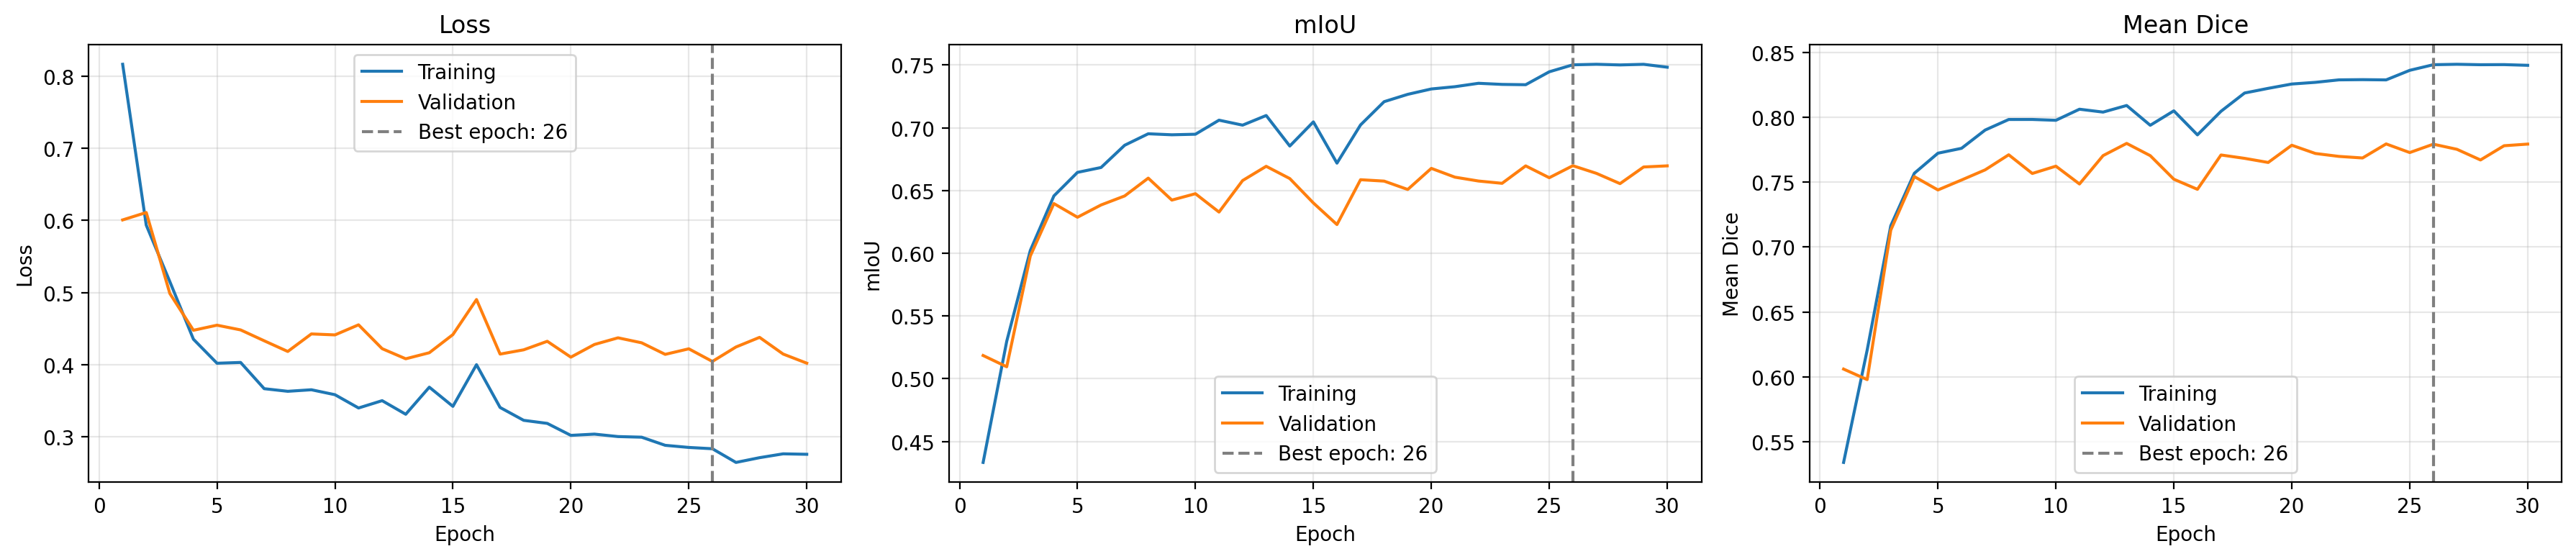 Loss
Training
Validation
Best epoch: 26
0.8
0.7
0.6
0.5
0.4
0.3
Loss
0 5 10 15 20 25 30
Epoch
mIoU
0.75
0.70
0.65
0.60
0.55
0.50
0.45
mIoU
Training
Validation
Best epoch: 26
0 5 10 15 20 25 30
Epoch
Mean Dice
0.85
0.80
0.75
0.70
0.65
0.60
0.55
Mean Dice
Training
Validation
Best epoch: 26
0 5 10 15 20 25 30
Epoch